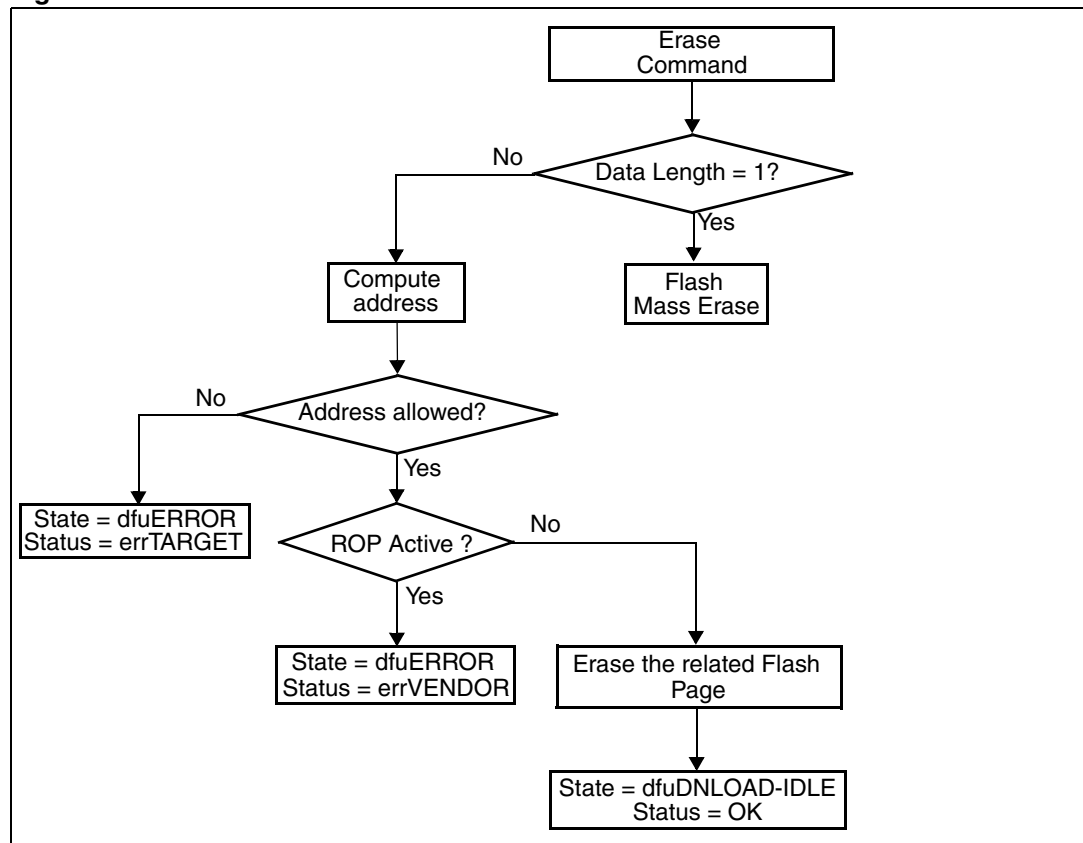 Erase
Command
No
Data Length = 1?
Yes
Compute
address
Flash
Mass Erase
No
Address allowed?
Yes
State = dfuERROR
Status = errTARGET
No
ROP Active ?
Yes
State = dfuERROR
Status = errVENDOR
Erase the related Flash
Page
State = dfuDNLOAD-IDLE
Status = OK